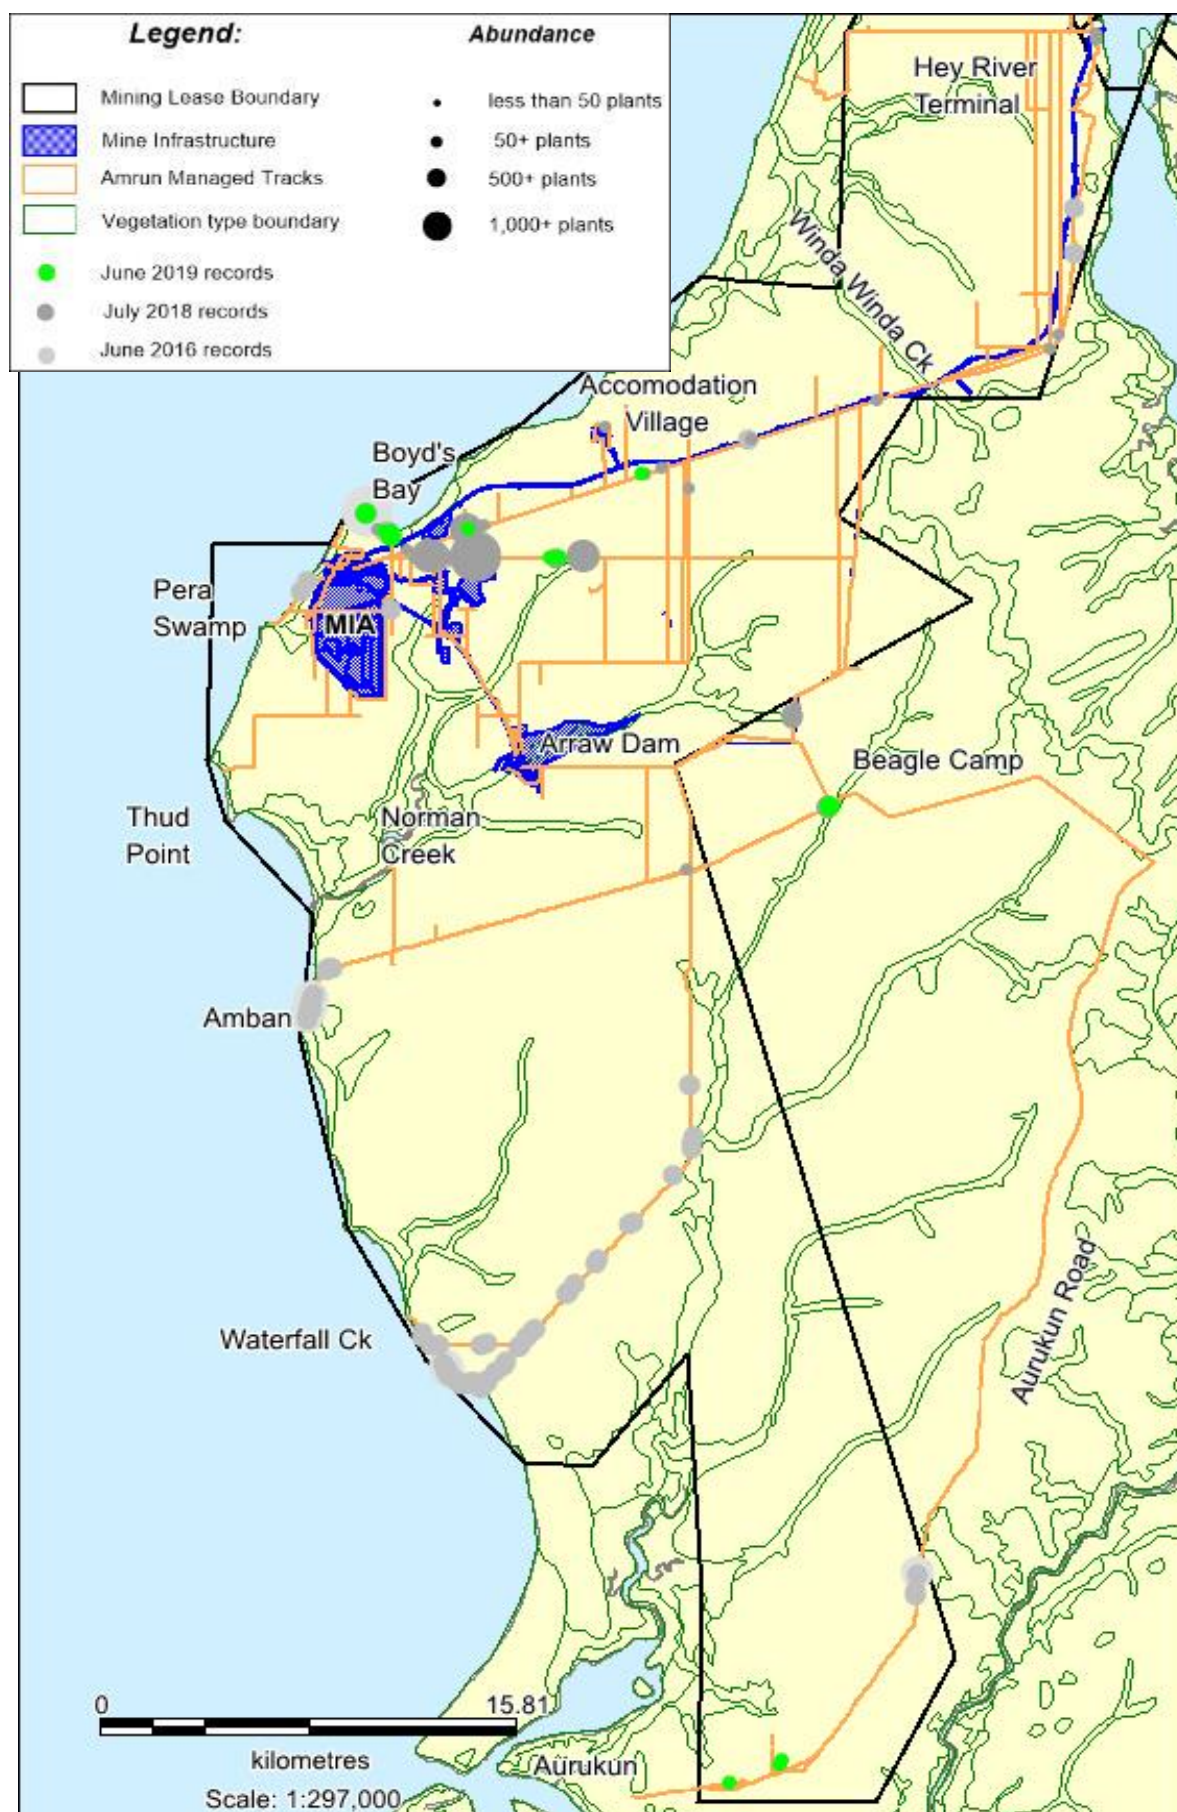 Legend:
Abundance
Mining Lease Boundary
less than 50 plants
Mine Infrastructure
50+ plants
Amrun Managed Tracks
500+ plants
Vegetation type boundary
1,000+ plants
June 2019 records
July 2018 records
June 2016 records
Hey River
Terminal
Winda Winda Ck
Accomodation
Village
Boyd's
Bay
Pera
Swamp
MIA
Arraw Dam
Beagle Camp
Thud
Point
Norman
Creek
Amban
Waterfall Ck
Aurukun Road
0
15.81
kilometres
Scale: 1:297,000
Aurukun